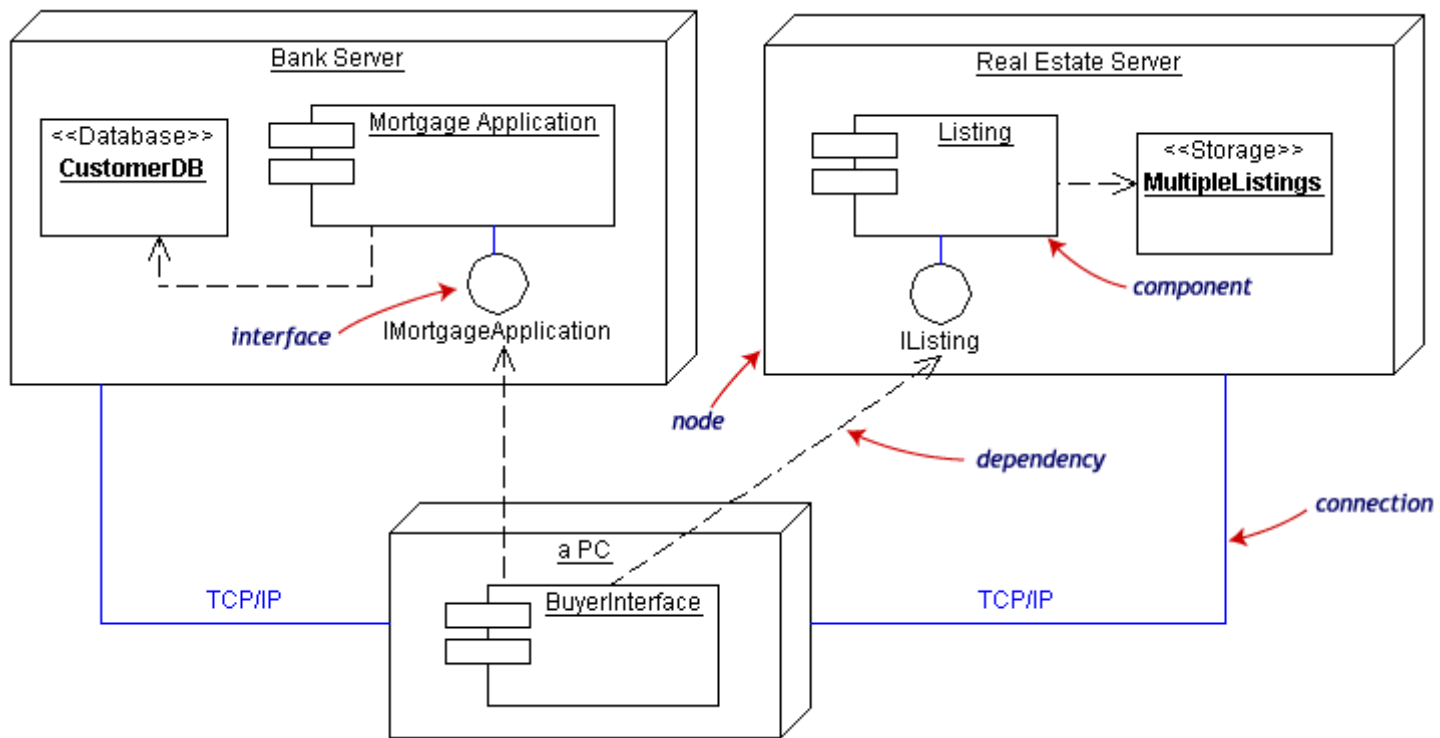 Bank Server
<<Database>>
CustomerDB
Mortgage Application
interface
IMortgageApplication
Real Estate Server
Listing
<<Storage>>
MultipleListings
component
IListing
node
dependency
connection
a PC
BuyerInterface
TCP/IP
TCP/IP